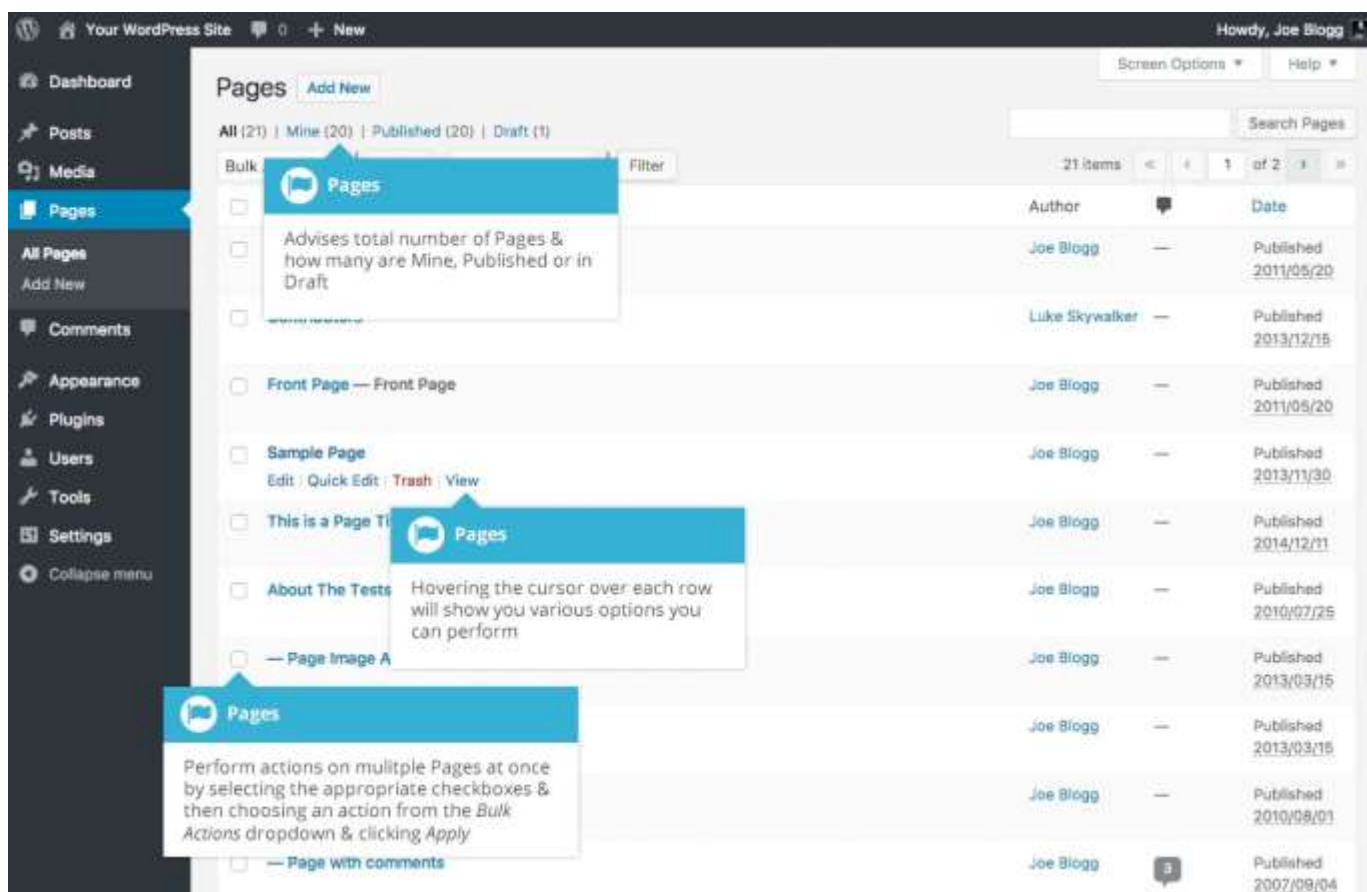 Your WordPress Site 0 + New Howdy, Joe Blogg
Screen Options Help
Dashboard
Posts
Media
Pages
All Pages
Add New
Comments
Appearance
Plugins
Users
Tools
Settings
Collapse menu
Pages Add New
All (21) | Mine (20) | Published (20) | Draft (1)
Search Pages
Bulk Filter 21 items « ‹ 1 of 2 › »
Pages
Advises total number of Pages &
how many are Mine, Published or in
Draft
Author Date
Joe Blogg — Published
2011/05/20
Luke Skywalker — Published
2013/12/15
Front Page — Front Page Joe Blogg — Published
2011/05/20
Sample Page Joe Blogg — Published
Edit | Quick Edit | Trash | View 2013/11/30
This is a Page Joe Blogg — Published
2014/12/11
Pages
Hovering the cursor over each row
will show you various options you
can perform
About The Tests Joe Blogg — Published
2010/07/25
— Page Image Joe Blogg — Published
2013/03/15
Pages
Perform actions on mulitple Pages at once
by selecting the appropriate checkboxes &
then choosing an action from the Bulk
Actions dropdown & clicking Apply
Joe Blogg — Published
2013/03/15
Joe Blogg — Published
2010/08/01
— Page with comments Joe Blogg 3 Published
2007/09/04